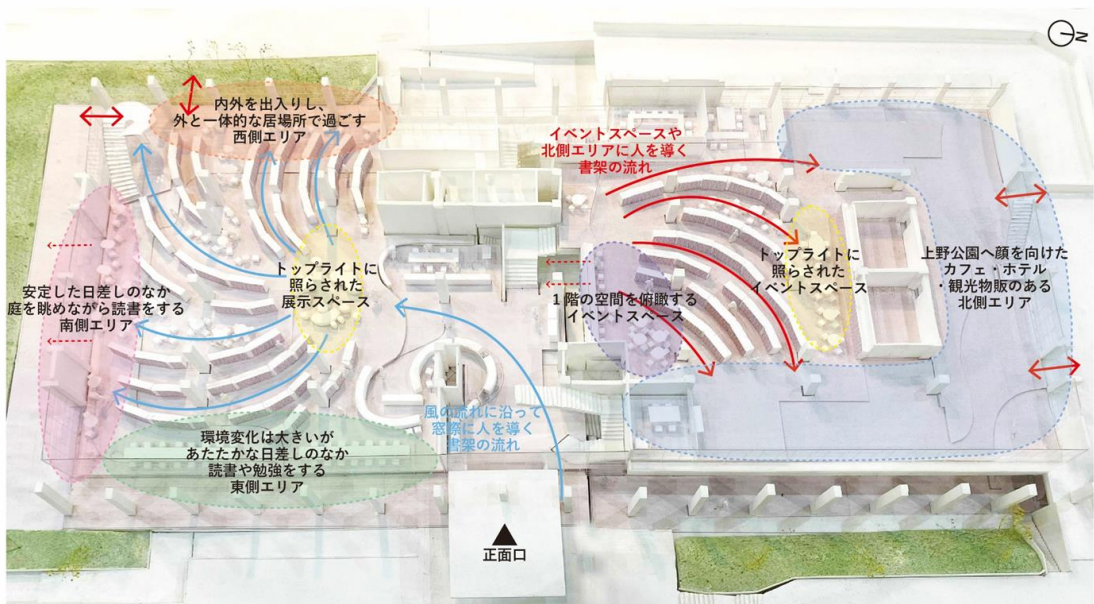 N
内外を出入りし、
外と一体的な居場所で過ごす
西側エリア
イベントスペースや
北側エリアに人を導く
書架の流れ
トップライトに
照らされた
展示スペース
トップライトに
照らされた
イベントスペース
上野公園へ顔を向けた
カフェ・ホテル
・観光物販のある
北側エリア
安定した日差しのなか
庭を眺めながら読書をする
南側エリア
1階の空間を俯瞰する
イベントスペース
風の流れに沿って
窓際に人を導く
書架の流れ
環境変化は大きいが
あたたかな日差しのなか
読書や勉強をする
東側エリア
正面口